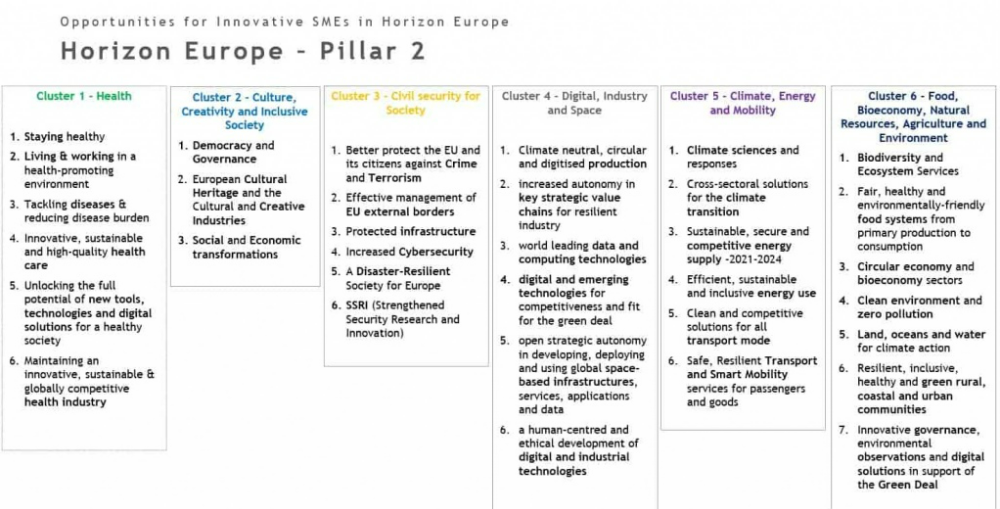 Opportunities for Innovative SMEs in Horizon Europe
Horizon Europe - Pillar 2
Cluster 1 - Health
1. Staying healthy
2. Living & working in a
health-promoting
environment
3. Tackling diseases &
reducing disease burden
4. Innovative, sustainable
and high-quality health
care
5. Unlocking the full
potential of new tools,
technologies and digital
solutions for a healthy
society
6. Maintaining an
innovative, sustainable &
globally competitive
health industry
Cluster 2 - Culture,
Creativity and Inclusive
Society
1. Democracy and
Governance
2. European Cultural
Heritage and the
Cultural and Creative
Industries
3. Social and Economic
transformations
Cluster 3 - Civil security for
Society
1. Better protect the EU and
its citizens against Crime
and Terrorism
2. Effective management of
EU external borders
3. Protected infrastructure
4. Increased Cybersecurity
5. A Disaster-Resilient
Society for Europe
6. SSRI (Strengthened
Security Research and
Innovation)
Cluster 4 - Digital, Industry
and Space
1. Climate neutral, circular
and digitised production
2. increased autonomy in
key strategic value
chains for resilient
industry
3. world leading data and
computing technologies
4. digital and emerging
technologies for
competitiveness and fit
for the green deal
5. open strategic autonomy
in developing, deploying
and using global space-
based infrastructures,
services, applications
and data
6. a human-centred and
ethical development of
digital and industrial
technologies
Cluster 5 - Climate, Energy
and Mobility
1. Climate sciences and
responses
2. Cross-sectoral solutions
for the climate
transition
3. Sustainable, secure and
competitive energy
supply -2021-2024
4. Efficient, sustainable
and inclusive energy use
5. Clean and competitive
solutions for all
transport mode
6. Safe, Resilient Transport
and Smart Mobility
services for passengers
and goods
Cluster 6 - Food,
Bioeconomy, Natural
Resources, Agriculture and
Environment
1. Biodiversity and
Ecosystem Services
2. Fair, healthy and
environmentally-friendly
food systems from
primary production to
consumption
3. Circular economy and
bioeconomy sectors
4. Clean environment and
zero pollution
5. Land, oceans and water
for climate action
6. Resilient, inclusive,
healthy and green rural,
coastal and urban
communities
7. Innovative governance,
environmental
observations and digital
solutions in support of
the Green Deal